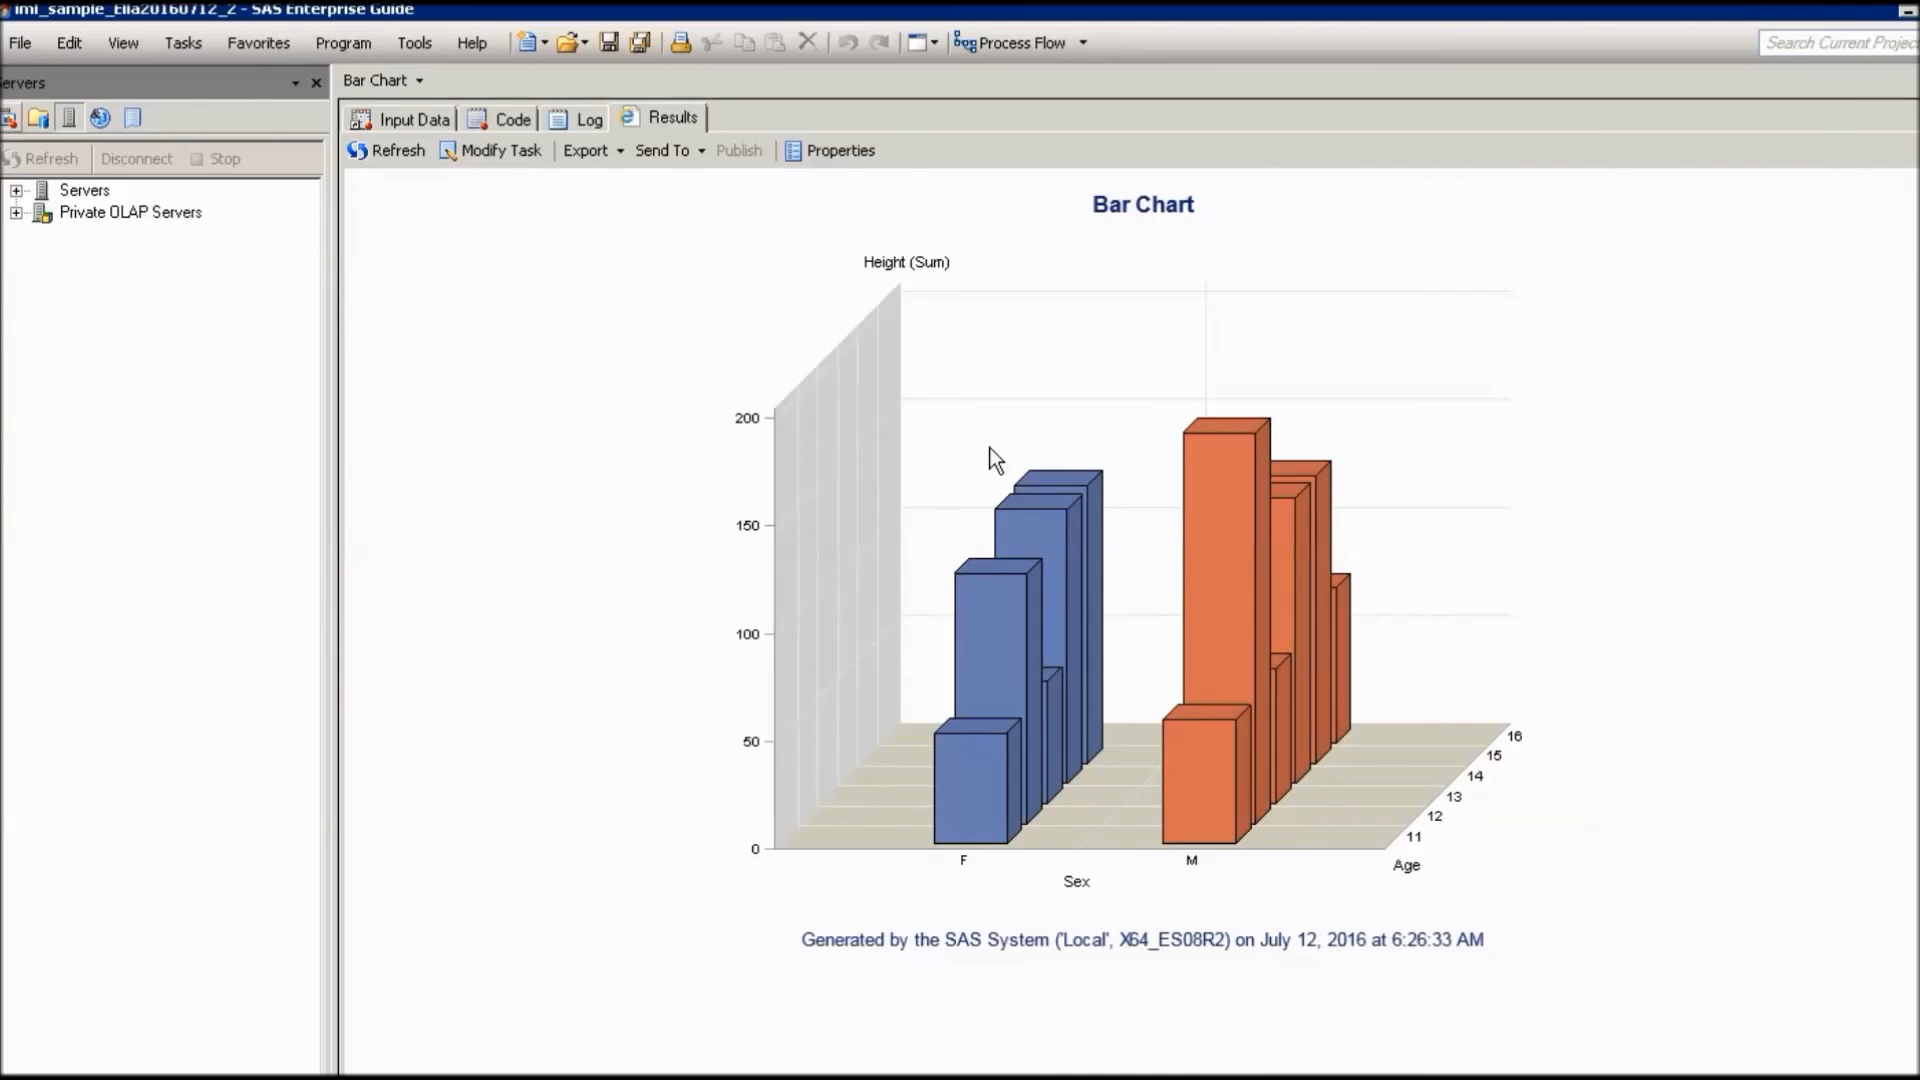 iml_sample_Ella20160712_2 - SAS Enterprise Guide
File Edit View Tasks Favorites Program Tools Help Process Flow Search Current Projec
ervers
Bar Chart
Input Data Code Log Results
Refresh Modify Task Export Send To Publish Properties
Refresh Disconnect Stop
Servers
Private OLAP Servers
Bar Chart
Height (Sum)
200
150
100
50
0
16
15
14
13
12
11
F M
Sex
Age
Generated by the SAS System ('Local', X64_ES08R2) on July 12, 2016 at 6:26:33 AM